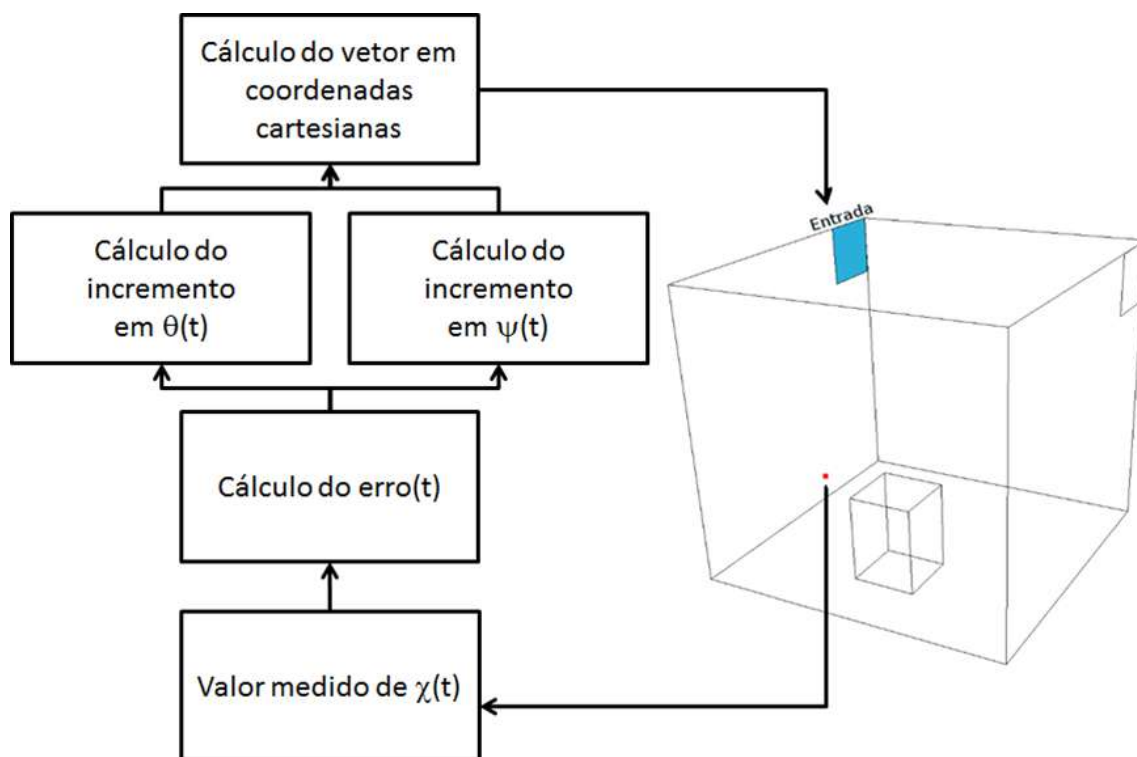 Cálculo do vetor em
coordenadas
cartesianas
Entrada
Cálculo do
incremento
em θ(t)
Cálculo do
incremento
em ψ(t)
Cálculo do erro(t)
Valor medido de χ(t)